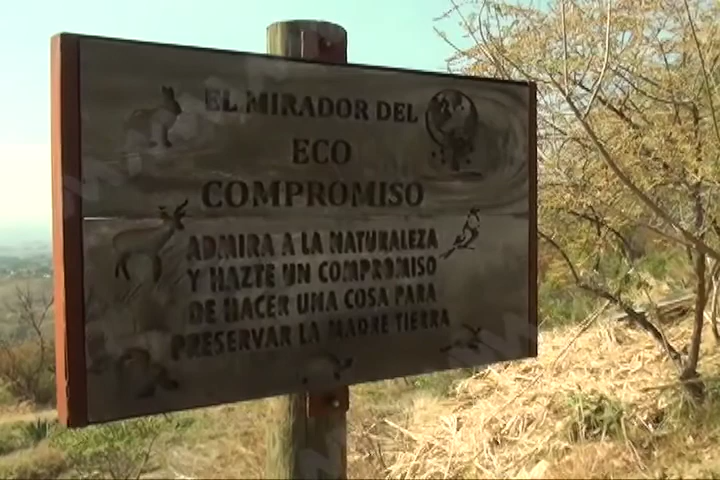 EL MIRADOR DEL
ECO
COMPROMISO
ADMIRA A LA NATURALEZA
Y HAZTE UN COMPROMISO
DE HACER UNA COSA PARA
PRESERVAR LA MADRE TIERRA